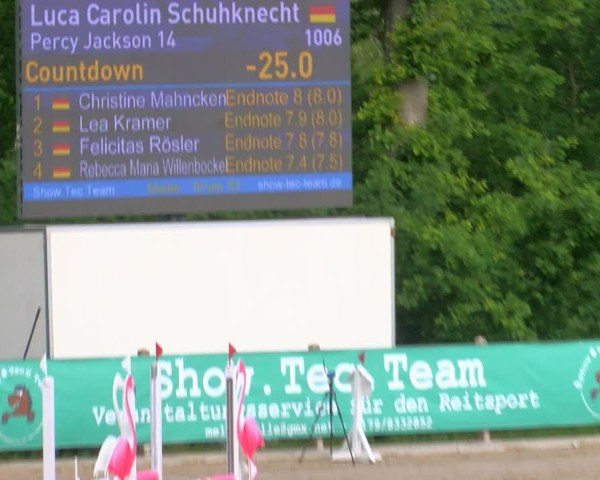 Luca Carolin Schuhknecht
Percy Jackson 14 1006
Countdown -25.0
1 Christine Mahncken Endnote 8 (8.0)
2 Lea Kramer Endnote 7.9 (8.0)
3 Felicitas Rösler Endnote 7.8 (7.8)
4 Rebecca Maria Willenbocke Endnote 7.4 (7.5)
Show.Tec.Team show-tec-team.de
Show.Tec.Team
Veranstaltungsservice für den Reitsport